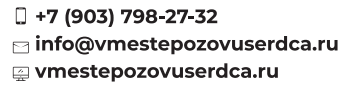 +7 (903) 798-27-32
info@vmestepozovuserdca.ru
vmestepozovuserdca.ru